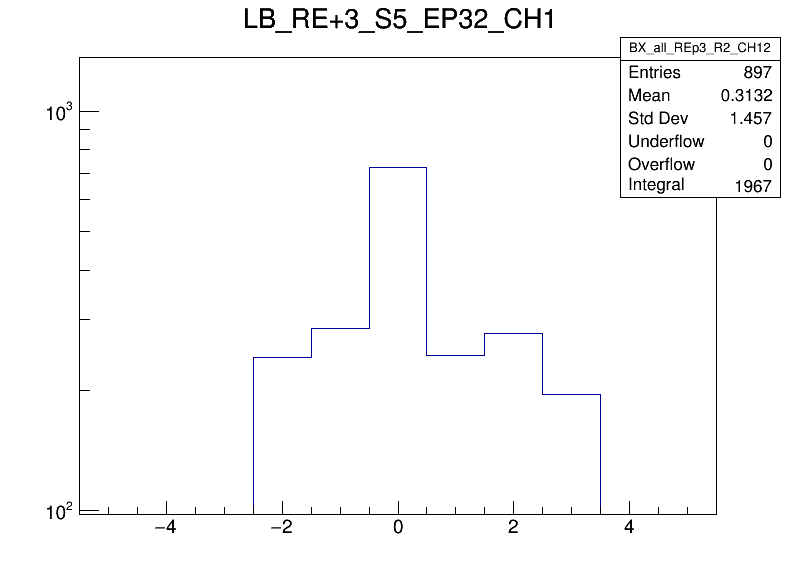 LB_RE+3_S5_EP32_CH1
BX_all_REp3_R2_CH12
Entries 897
Mean 0.3132
Std Dev 1.457
Underflow 0
Overflow 0
Integral 1967
10³
10²
−4 −2 0 2 4